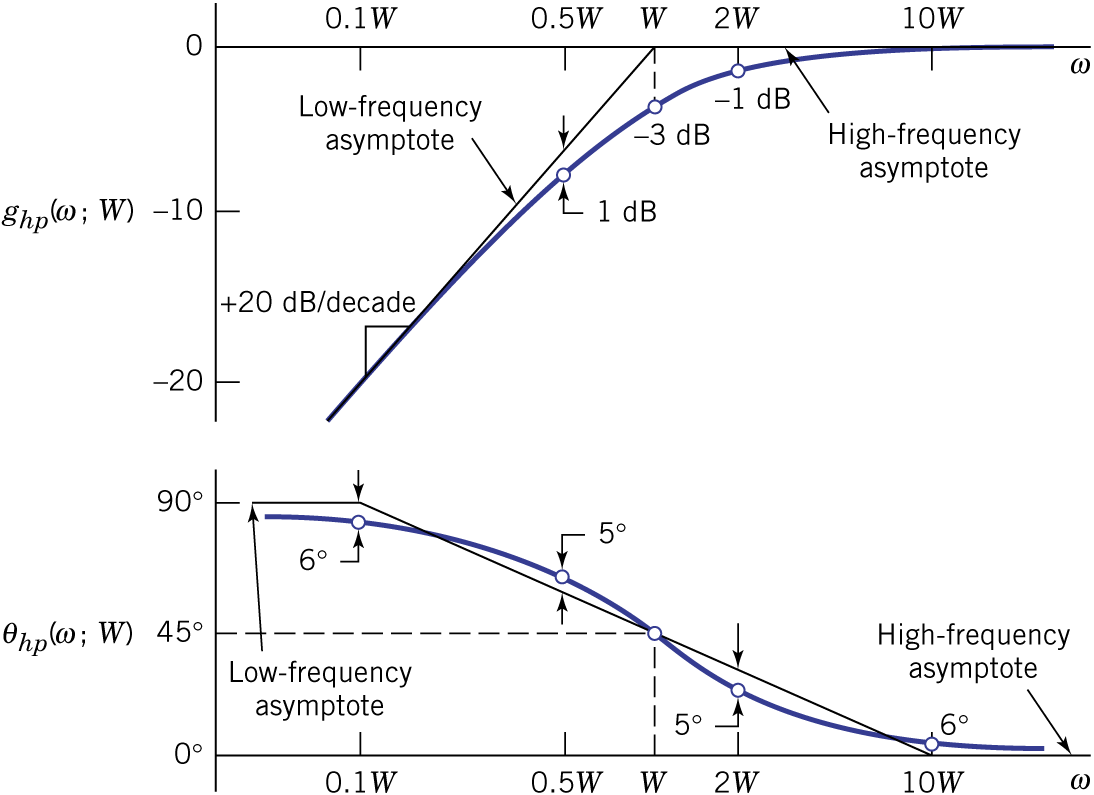 0.1W 0.5W W 2W 10W
0
ω
Low-frequency
asymptote
–1 dB
–3 dB
High-frequency
asymptote
g_hp(ω; W)
–10
1 dB
+20 dB/decade
–20
90°
5°
6°
θ_hp(ω; W)
45°
High-frequency
asymptote
Low-frequency
asymptote
5°
6°
0°
0.1W 0.5W W 2W 10W ω